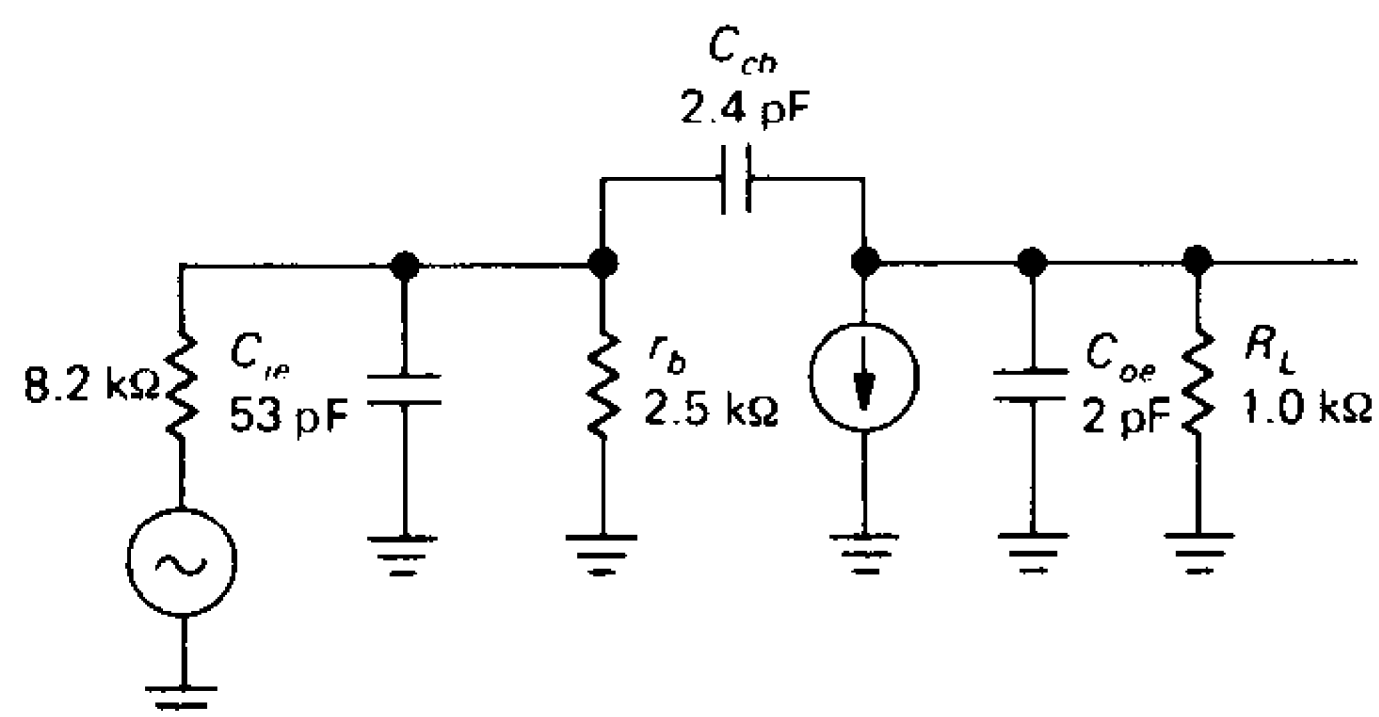 C_cb
2.4 pF
8.2 kΩ
C_ie
53 pF
r_b
2.5 kΩ
C_oe
2 pF
R_L
1.0 kΩ